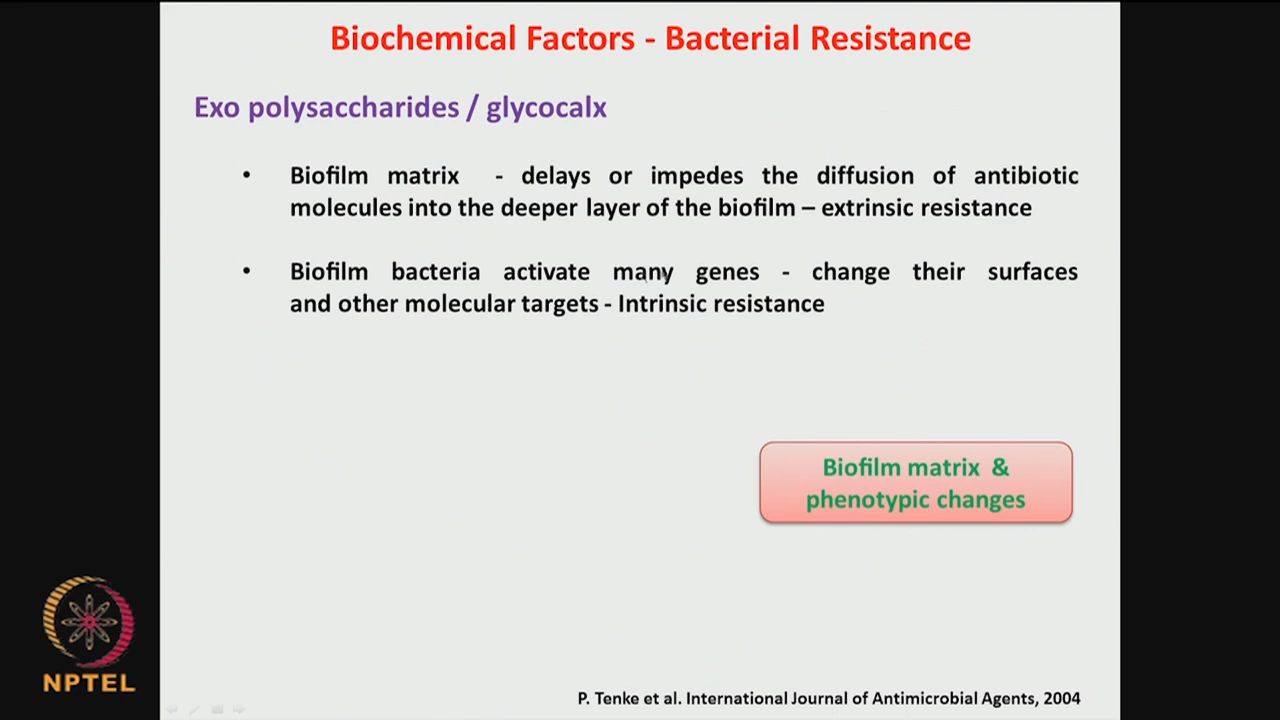 Biochemical Factors - Bacterial Resistance
Exo polysaccharides / glycocalx
• Biofilm matrix - delays or impedes the diffusion of antibiotic
molecules into the deeper layer of the biofilm – extrinsic resistance
• Biofilm bacteria activate many genes - change their surfaces
and other molecular targets - Intrinsic resistance
Biofilm matrix &
phenotypic changes
NPTEL
P. Tenke et al. International Journal of Antimicrobial Agents, 2004